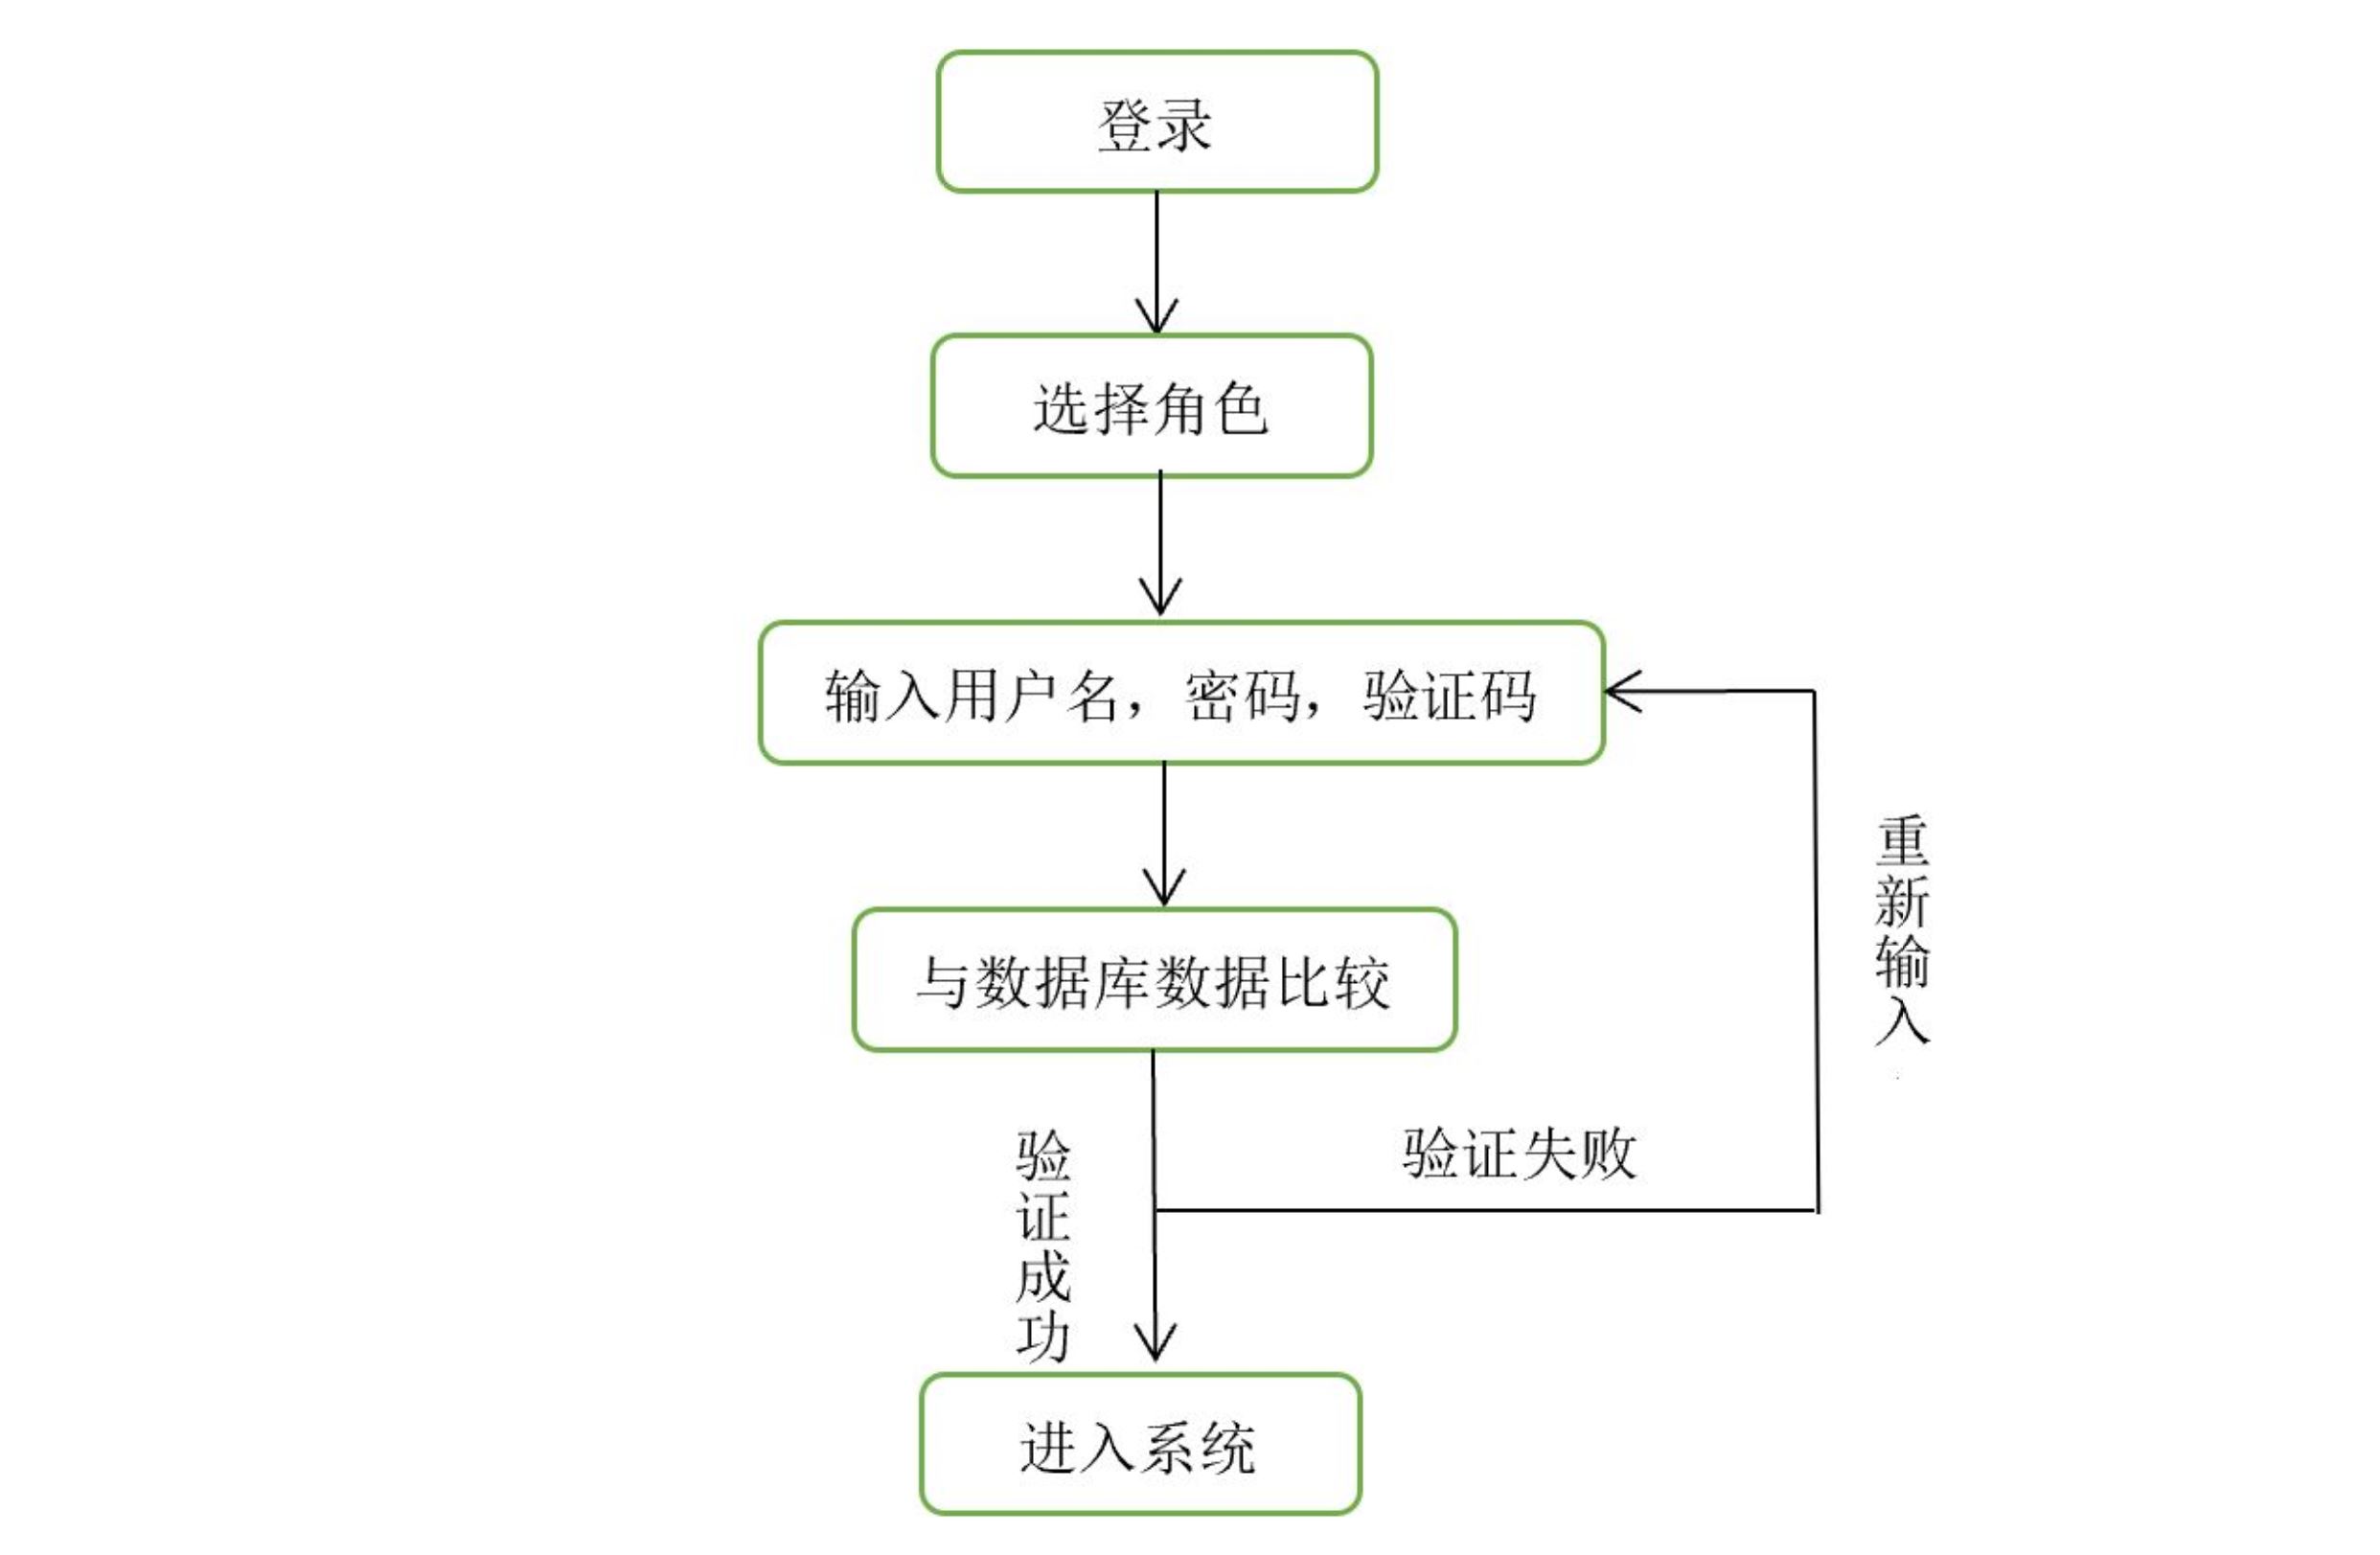 登录
选择角色
输入用户名，密码，验证码
重新输入
与数据库数据比较
验证成功
验证失败
进入系统